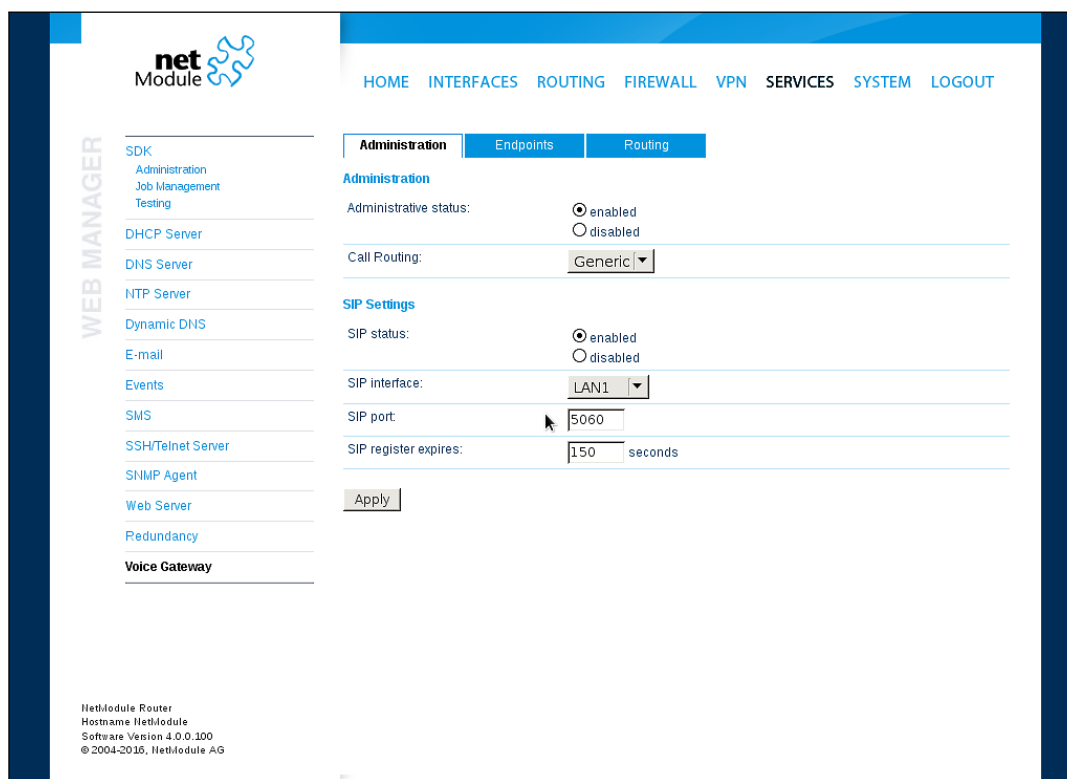 net
Module
HOME INTERFACES ROUTING FIREWALL VPN SERVICES SYSTEM LOGOUT
WEB MANAGER
SDK
Administration
Job Management
Testing
DHCP Server
DNS Server
NTP Server
Dynamic DNS
E-mail
Events
SMS
SSH/Telnet Server
SNMP Agent
Web Server
Redundancy
Voice Gateway
Administration Endpoints Routing
Administration
Administrative status: enabled
disabled
Call Routing: Generic
SIP Settings
SIP status: enabled
disabled
SIP interface: LAN1
SIP port: 5060
SIP register expires: 150 seconds
Apply
NetModule Router
Hostname NetModule
Software Version 4.0.0.100
© 2004-2016, NetModule AG